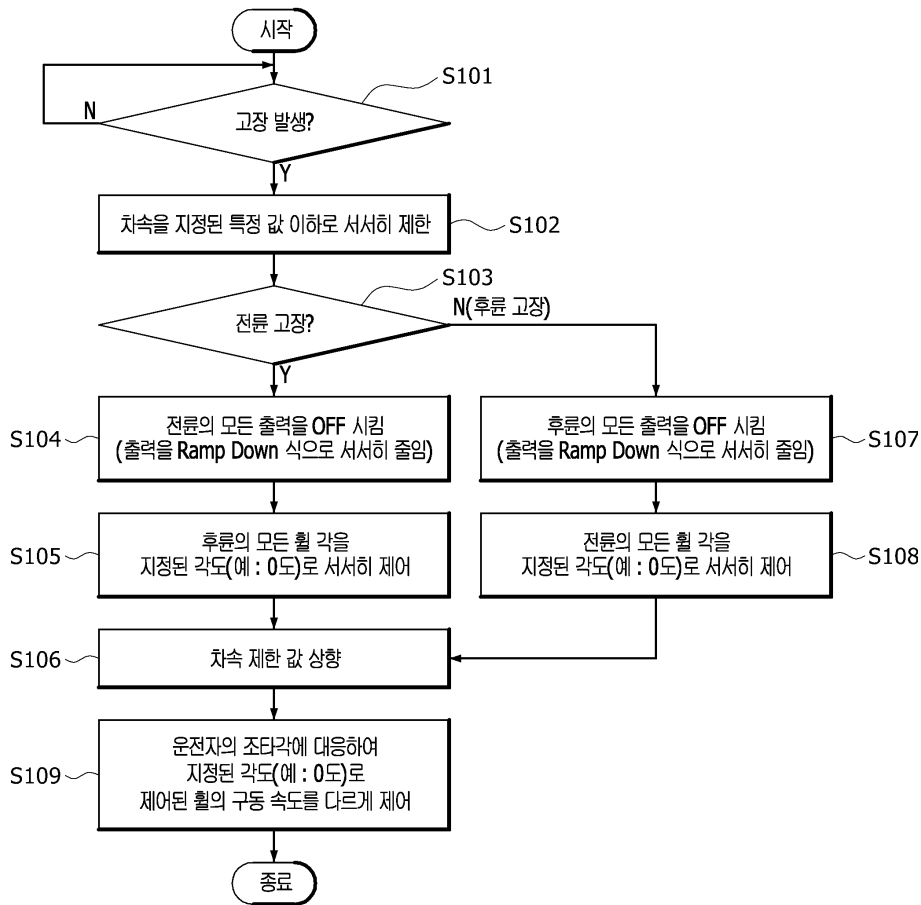 시작
S101
N
고장 발생?
Y
차속을 지정된 특정 값 이하로 서서히 제한
S102
S103
N(후륜 고장)
전륜 고장?
Y
S104
전륜의 모든 출력을 OFF 시킴
(출력을 Ramp Down 식으로 서서히 줄임)
후륜의 모든 출력을 OFF 시킴
(출력을 Ramp Down 식으로 서서히 줄임)
S107
S105
후륜의 모든 휠 각을
지정된 각도(예 : 0도)로 서서히 제어
전륜의 모든 휠 각을
지정된 각도(예 : 0도)로 서서히 제어
S108
S106
차속 제한 값 상향
S109
운전자의 조타각에 대응하여
지정된 각도(예 : 0도)로
제어된 휠의 구동 속도를 다르게 제어
종료